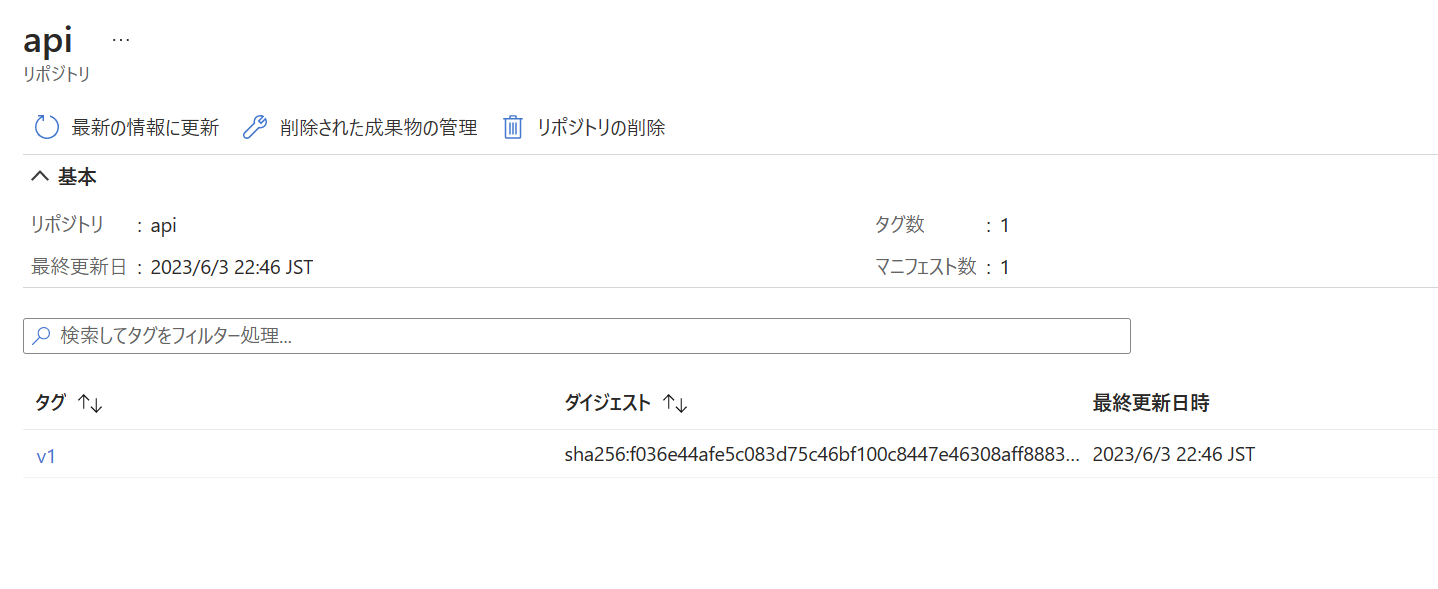 api ...
リポジトリ
最新の情報に更新 削除された成果物の管理 リポジトリの削除
基本
リポジトリ : api タグ数 : 1
最終更新日 : 2023/6/3 22:46 JST マニフェスト数 : 1
検索してタグをフィルター処理...
タグ ↑↓ ダイジェスト ↑↓ 最終更新日時
v1 sha256:f036e44afe5c083d75c46bf100c8447e46308aff8883... 2023/6/3 22:46 JST